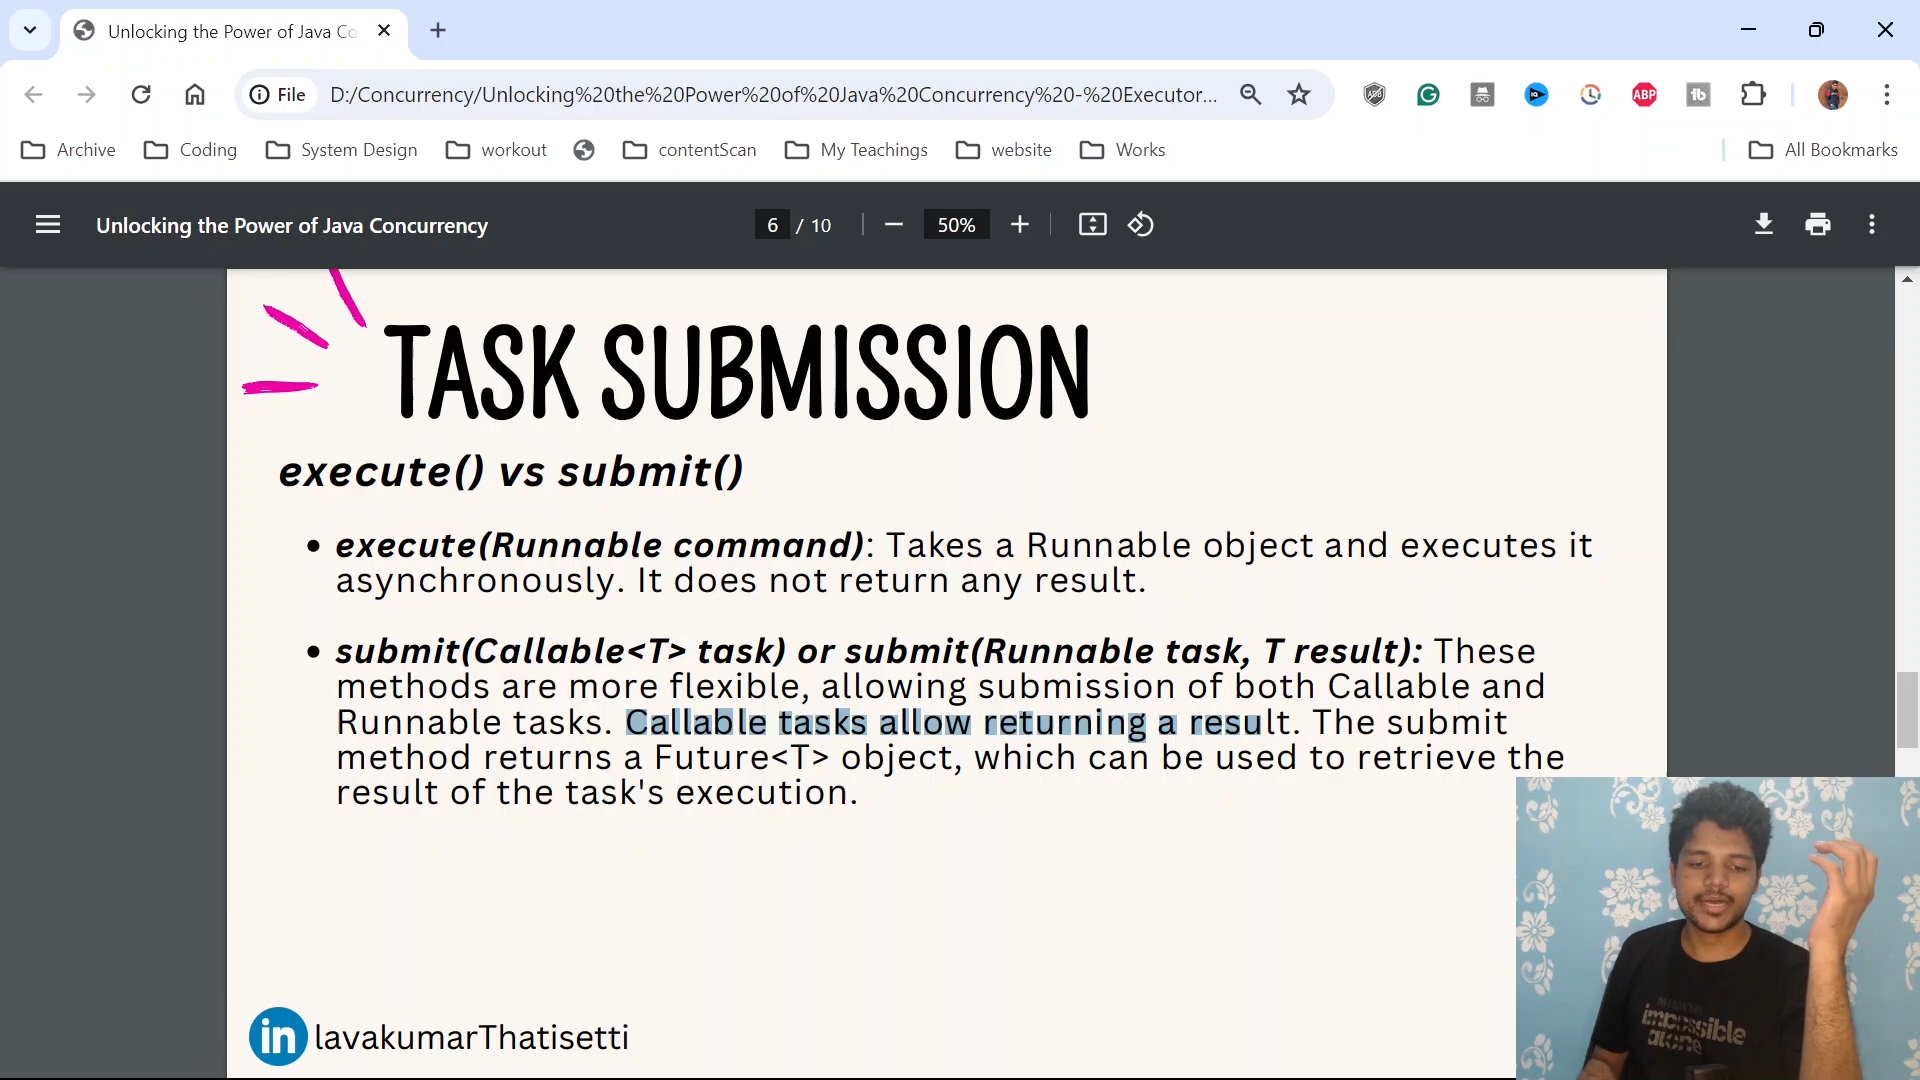 Unlocking the Power of Java Co
File D:/Concurrency/Unlocking%20the%20Power%20of%20Java%20Concurrency%20-%20Executor...
Archive Coding System Design workout contentScan My Teachings website Works All Bookmarks
Unlocking the Power of Java Concurrency 6 / 10 50%
TASK SUBMISSION
execute() vs submit()
execute(Runnable command): Takes a Runnable object and executes it
asynchronously. It does not return any result.
submit(Callable<T> task) or submit(Runnable task, T result): These
methods are more flexible, allowing submission of both Callable and
Runnable tasks. Callable tasks allow returning a result. The submit
method returns a Future<T> object, which can be used to retrieve the
result of the task's execution.
in lavakumarThatisetti
impossible
alone